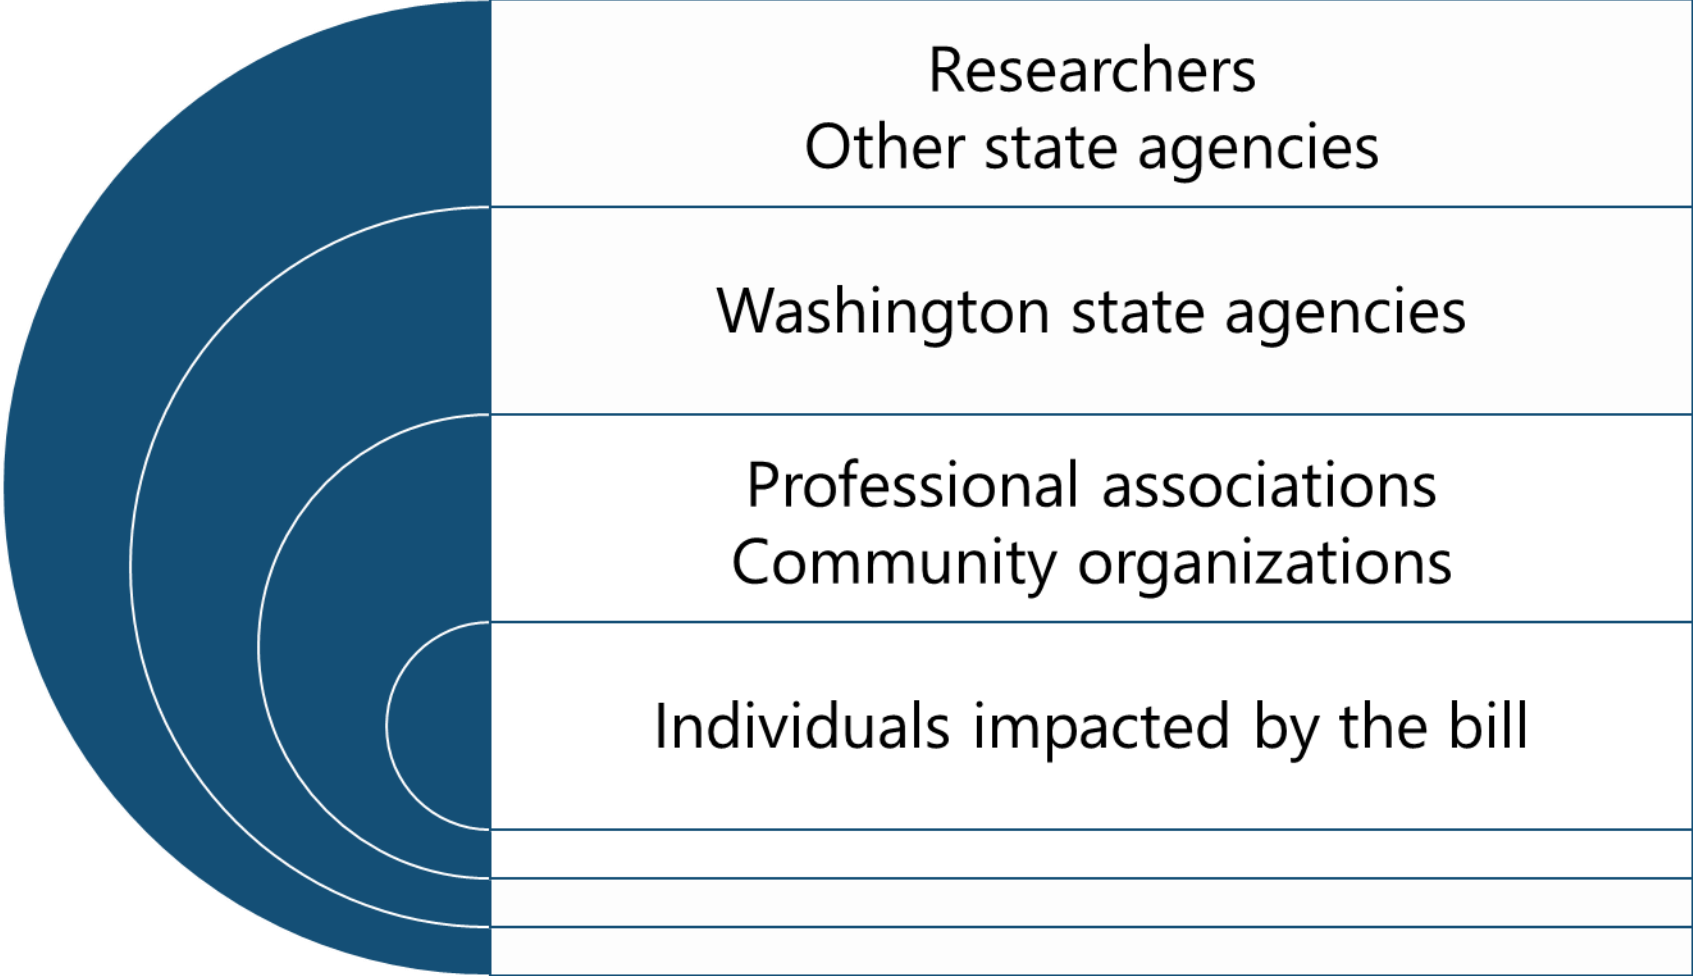 Researchers
Other state agencies
Washington state agencies
Professional associations
Community organizations
Individuals impacted by the bill